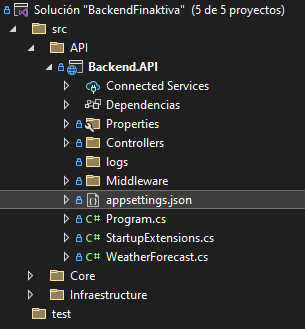 Solución "BackendFinaktiva" (5 de 5 proyectos)
src
API
Backend.API
Connected Services
Dependencias
Properties
Controllers
logs
Middleware
appsettings.json
C# Program.cs
C# StartupExtensions.cs
C# WeatherForecast.cs
Core
Infraestructure
test